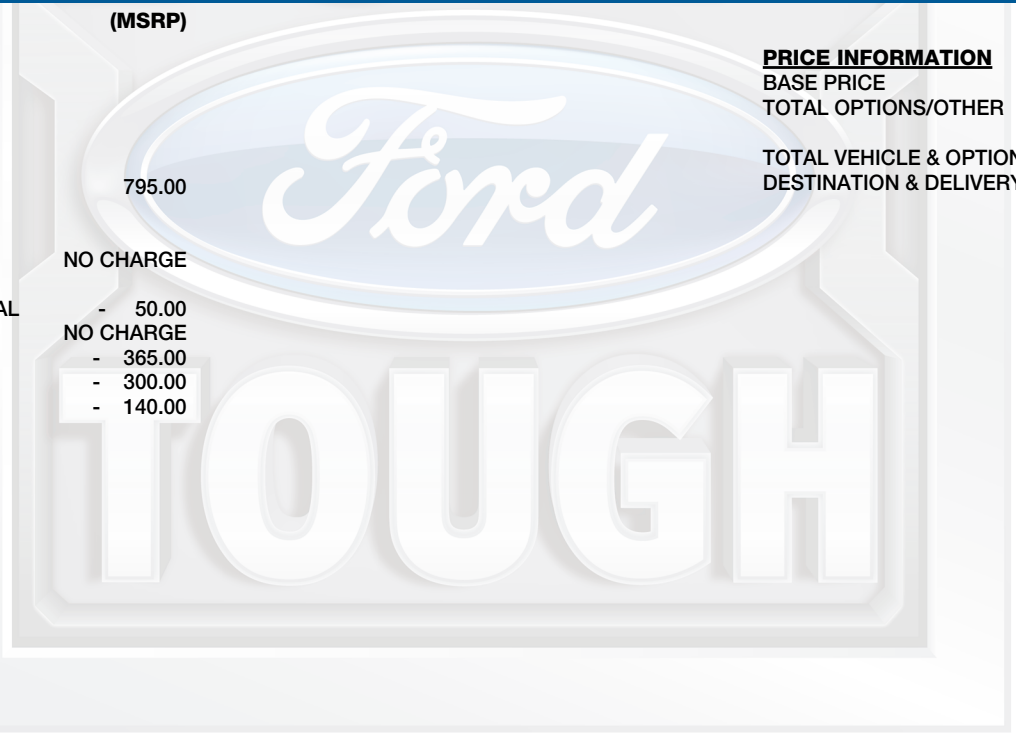 (MSRP)
795.00
NO CHARGE
AL - 50.00
NO CHARGE
- 365.00
- 300.00
- 140.00
PRICE INFORMATION
BASE PRICE
TOTAL OPTIONS/OTHER
TOTAL VEHICLE & OPTION
DESTINATION & DELIVERY
Ford
TOUGH